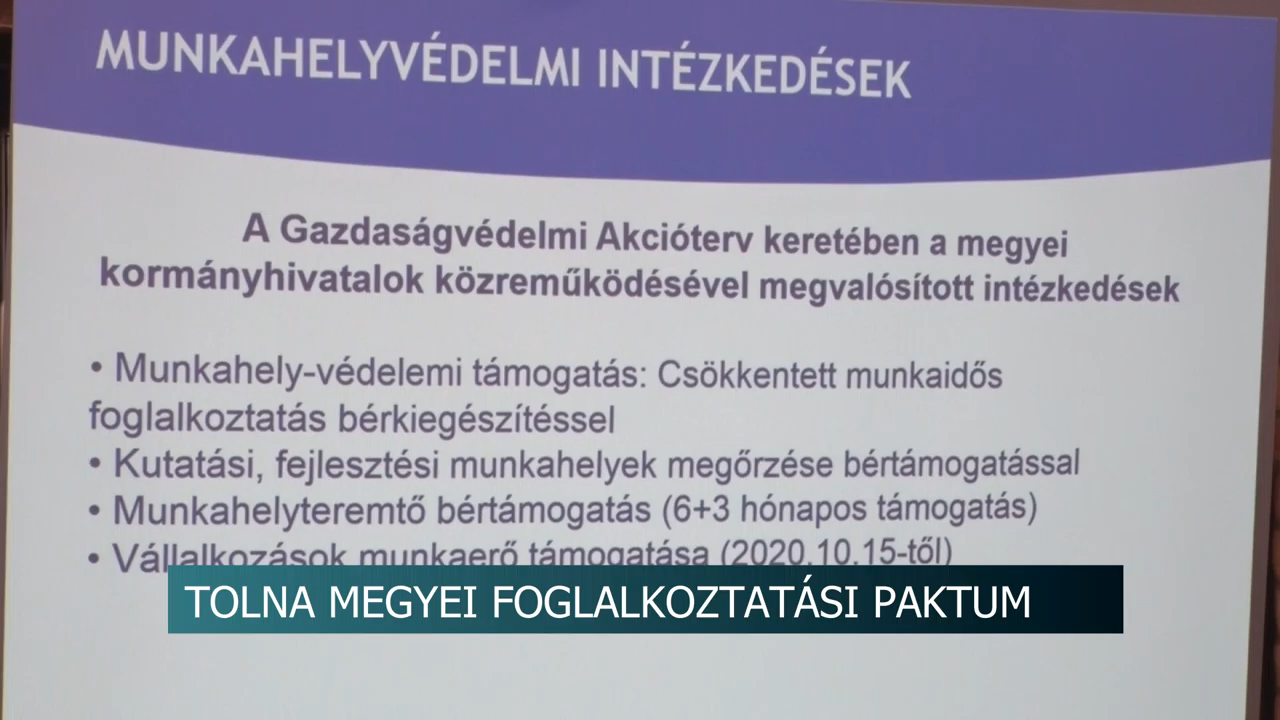 MUNKAHELYVÉDELMI INTÉZKEDÉSEK
A Gazdaságvédelmi Akcióterv keretében a megyei
kormányhivatalok közreműködésével megvalósított intézkedések
• Munkahely-védelemi támogatás: Csökkentett munkaidős
foglalkoztatás bérkiegészítéssel
• Kutatási, fejlesztési munkahelyek megőrzése bértámogatással
• Munkahelyteremtő bértámogatás (6+3 hónapos támogatás)
• Vállalkozások munkaerő támogatása (2020.10.15-től)
TOLNA MEGYEI FOGLALKOZTATÁSI PAKTUM